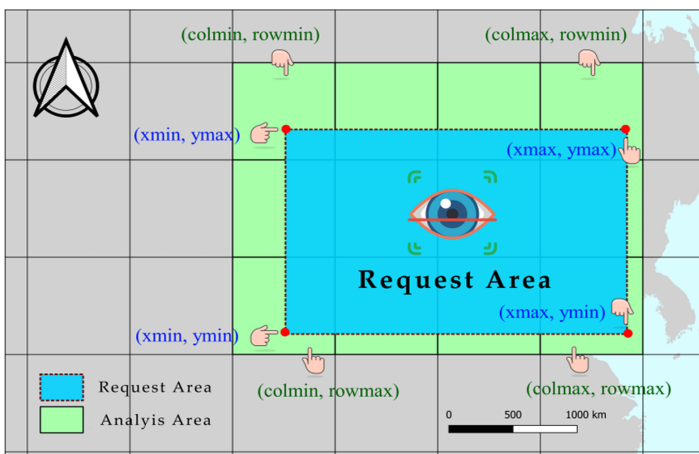 (colmin, rowmin)
(colmax, rowmin)
(xmin, ymax)
(xmax, ymax)
Request Area
(xmax, ymin)
(xmin, ymin)
(colmin, rowmax)
(colmax, rowmax)
Request Area
Analyis Area
0 500 1000 km